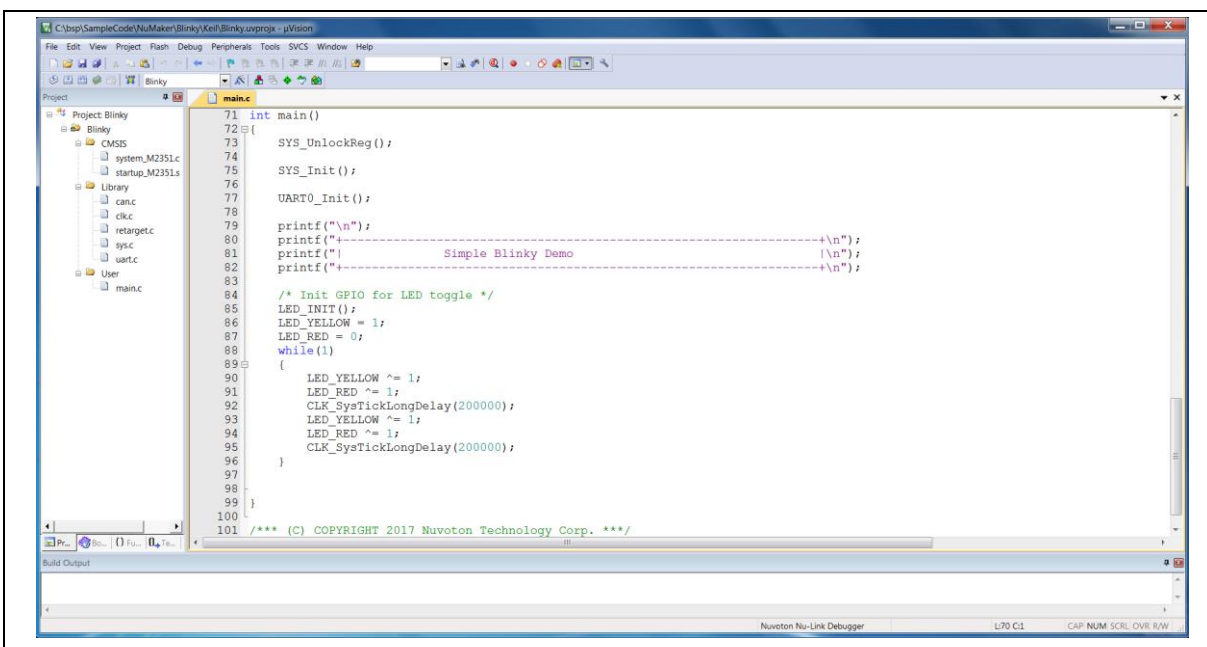 C:\bsp\SampleCode\NuMaker\Blinky\Keil\Blinky.uvprojx - µVision
File Edit View Project Flash Debug Peripherals Tools SVCS Window Help
Blinky
Project
main.c
Project: Blinky
Blinky
CMSIS
system_M2351.c
startup_M2351.s
Library
can.c
clk.c
retarget.c
sys.c
uart.c
User
main.c
71 int main()
72 {
73 SYS_UnlockReg();
74
75 SYS_Init();
76
77 UART0_Init();
78
79 printf("\n");
80 printf("+-----------------------------------------------------------------+\n");
81 printf("| Simple Blinky Demo |\n");
82 printf("+-----------------------------------------------------------------+\n");
83
84 /* Init GPIO for LED toggle */
85 LED_INIT();
86 LED_YELLOW = 1;
87 LED_RED = 0;
88 while(1)
89 {
90 LED_YELLOW ^= 1;
91 LED_RED ^= 1;
92 CLK_SysTickLongDelay(200000);
93 LED_YELLOW ^= 1;
94 LED_RED ^= 1;
95 CLK_SysTickLongDelay(200000);
96 }
97
98
99 }
100
101 /*** (C) COPYRIGHT 2017 Nuvoton Technology Corp. ***/
Pr... Bo... {} Fu... 0 Te...
Build Output
Nuvoton Nu-Link Debugger L:70 C:1 CAP NUM SCRL OVR R/W